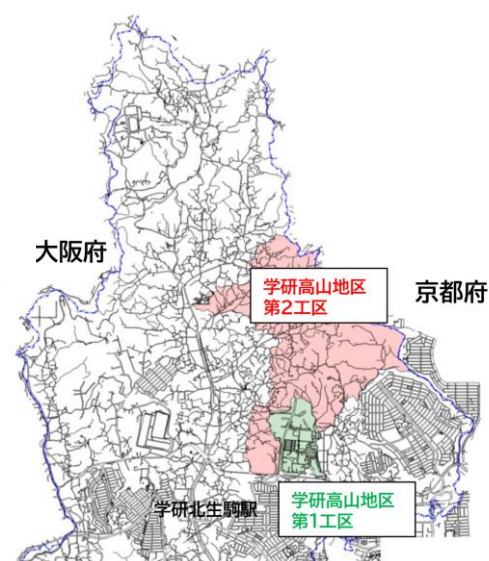 大阪府
学研高山地区
第2工区
京都府
学研北生駒駅
学研高山地区
第1工区